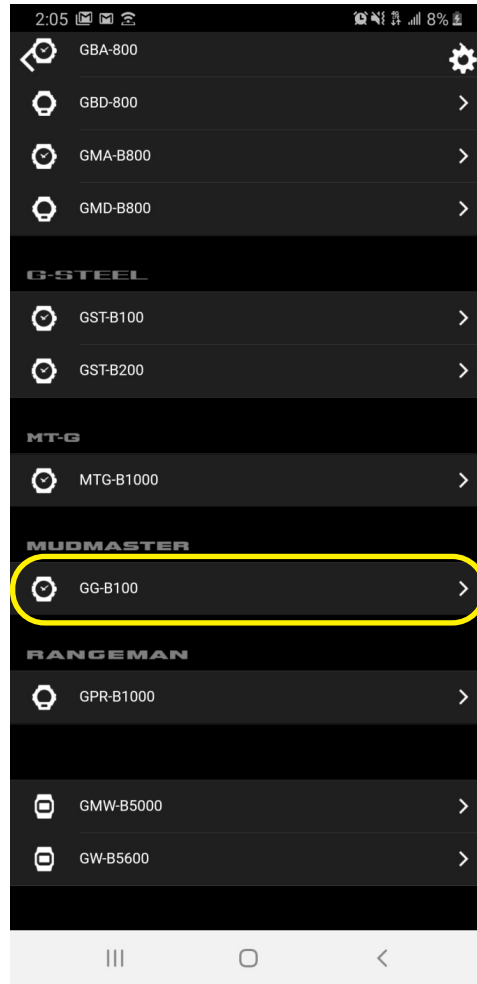 2:05 8%
GBA-800
GBD-800
GMA-B800
GMD-B800
G-STEEL
GST-B100
GST-B200
MT-G
MTG-B1000
MUDMASTER
GG-B100
RANGEMAN
GPR-B1000
GMW-B5000
GW-B5600